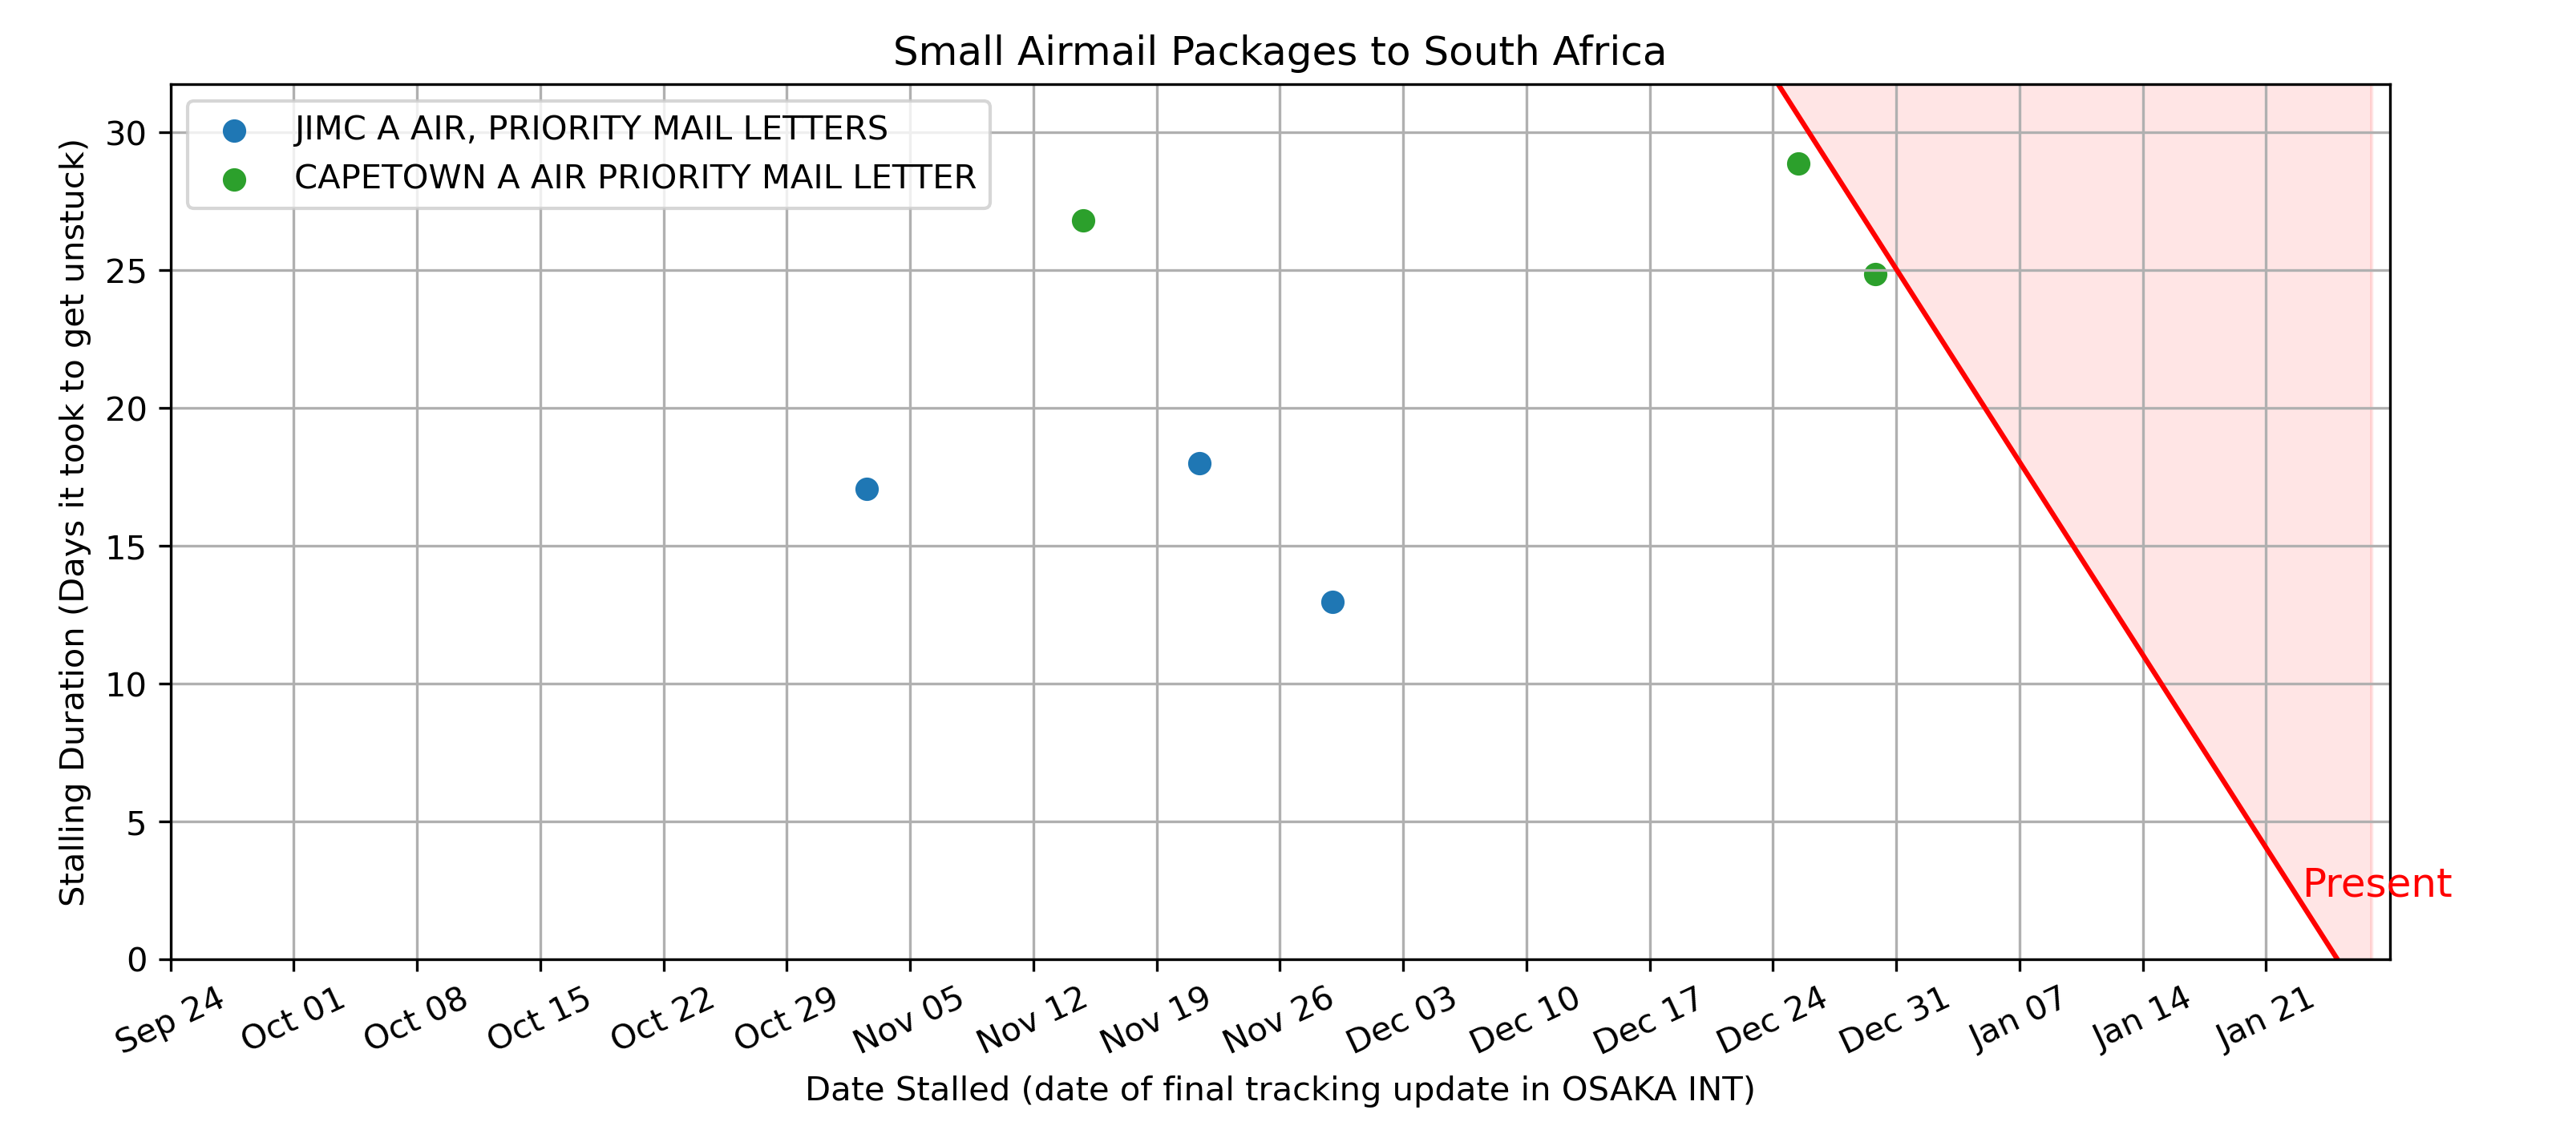 Small Airmail Packages to South Africa
JIMC A AIR, PRIORITY MAIL LETTERS
CAPETOWN A AIR PRIORITY MAIL LETTER
Stalling Duration (Days it took to get unstuck)
30
25
20
15
10
5
0
Present
Sep 24
Oct 01
Oct 08
Oct 15
Oct 22
Oct 29
Nov 05
Nov 12
Nov 19
Nov 26
Dec 03
Dec 10
Dec 17
Dec 24
Dec 31
Jan 07
Jan 14
Jan 21
Date Stalled (date of final tracking update in OSAKA INT)